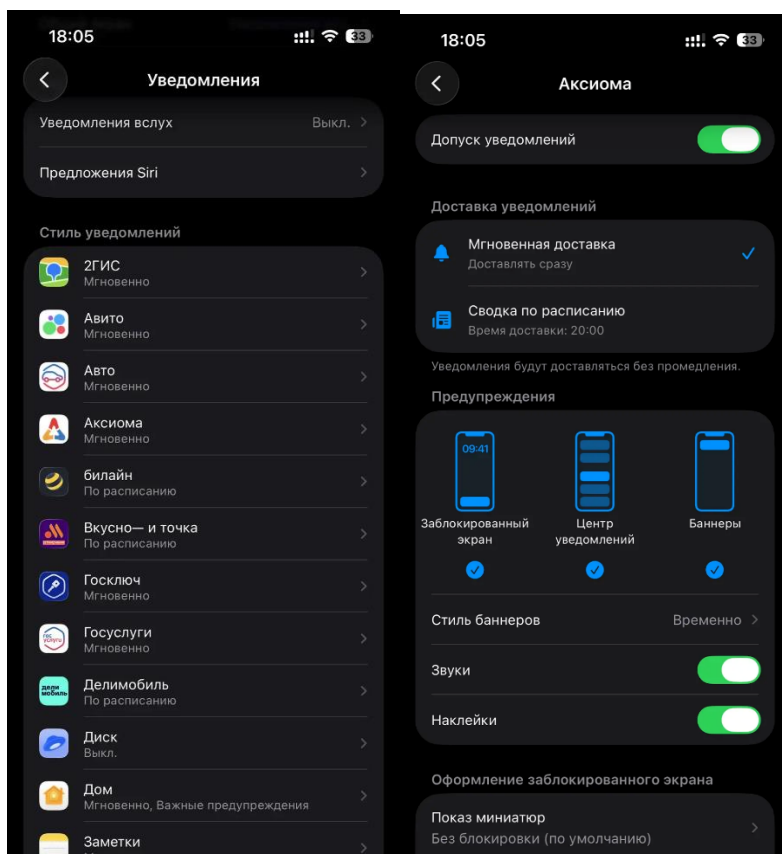 18:05
33
Уведомления
Уведомления вслух
Выкл.
Предложения Siri
Стиль уведомлений
2ГИС
Мгновенно
Авито
Мгновенно
Авто
Мгновенно
Аксиома
Мгновенно
билайн
По расписанию
Вкусно— и точка
По расписанию
Госключ
Мгновенно
гос
услуги
Госуслуги
Мгновенно
дели
мобиль
Делимобиль
По расписанию
Диск
Выкл.
Дом
Мгновенно, Важные предупреждения
Заметки
18:05
33
Аксиома
Допуск уведомлений
Доставка уведомлений
Мгновенная доставка
Доставлять сразу
Сводка по расписанию
Время доставки: 20:00
Уведомления будут доставляться без промедления.
Предупреждения
09:41
Заблокированный
экран
Центр
уведомлений
Баннеры
Стиль баннеров
Временно
Звуки
Наклейки
Оформление заблокированного экрана
Показ миниатюр
Без блокировки (по умолчанию)